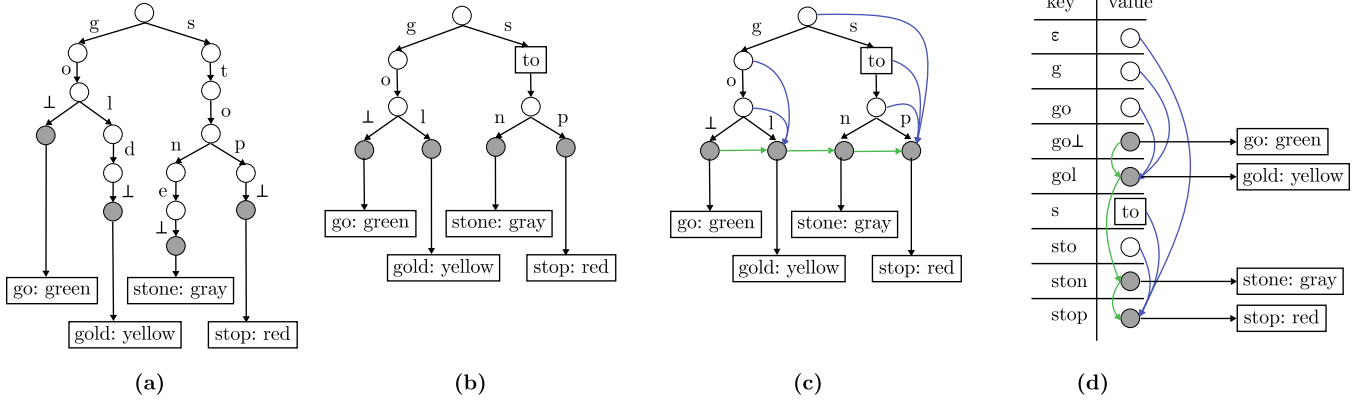 g s
o t
⊥ l o
d n p
⊥ e ⊥
⊥
go: green stone: gray
gold: yellow stop: red
(a)
g s
to
o
⊥ l n p
go: green stone: gray
gold: yellow stop: red
(b)
g s
to
o
⊥ l n p
go: green stone: gray
gold: yellow stop: red
(c)
key value
ε
g
go
go⊥ go: green
gol gold: yellow
s to
sto
ston stone: gray
stop stop: red
(d)